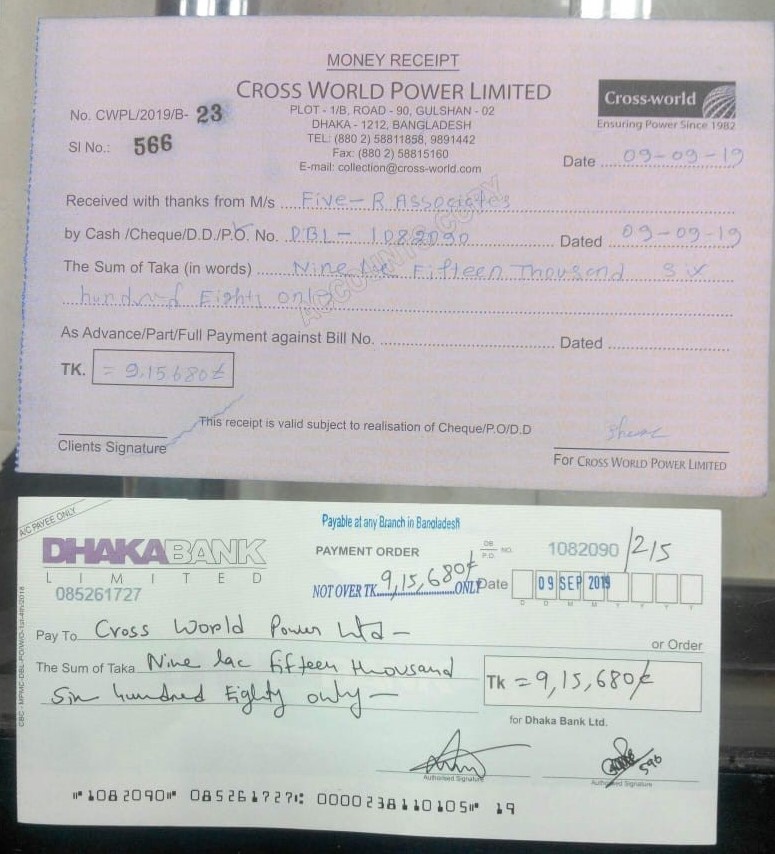 MONEY RECEIPT
CROSS WORLD POWER LIMITED
PLOT - 1/B, ROAD - 90, GULSHAN - 02
DHAKA - 1212, BANGLADESH
TEL: (880 2) 58811858, 9891442
Fax: (880 2) 58815160
E-mail: collection@cross-world.com
Cross-world
Ensuring Power Since 1982
No. CWPL/2019/B- 23
Sl No.: 566
Date 09-09-19
Received with thanks from M/s Five-R Associates
by Cash /Cheque/D.D./P.O. No. DBL- 1082090 Dated 09-09-19
The Sum of Taka (in words) Nine lac Fifteen Thousand Six
hundred Eighty only
ACCOUNTS COPY
As Advance/Part/Full Payment against Bill No. Dated
TK. = 9,15,680/=
This receipt is valid subject to realisation of Cheque/P.O/D.D
Clients Signature
For CROSS WORLD POWER LIMITED
A/C PAYEE ONLY
Payable at any Branch in Bangladesh
DHAKA BANK
LIMITED
085261727
PAYMENT ORDER
DB P.O. NO. 1082090/215
NOT OVER TK. 9,15,680/= ONLY
Date 09 SEP 2019
D D M M Y Y Y Y
Pay To Cross World Power Ltd- or Order
The Sum of Taka Nine lac fifteen thousand
Six hundred Eighty only-
Tk = 9,15,680/=
for Dhaka Bank Ltd.
Authorised Signature
596
Authorised Signature
⑈1082090⑈ 085261727⑆ 0000238110105⑈ 19